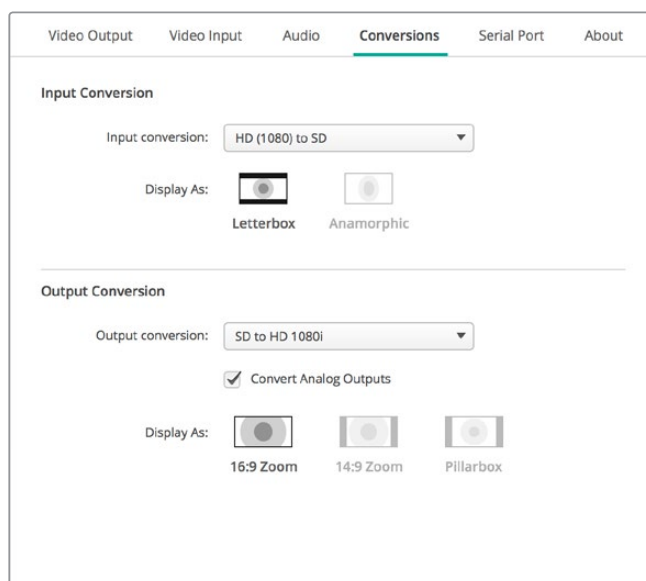 Video Output Video Input Audio Conversions Serial Port About
Input Conversion
Input conversion: HD (1080) to SD
Display As:
Letterbox Anamorphic
Output Conversion
Output conversion: SD to HD 1080i
Convert Analog Outputs
Display As:
16:9 Zoom 14:9 Zoom Pillarbox